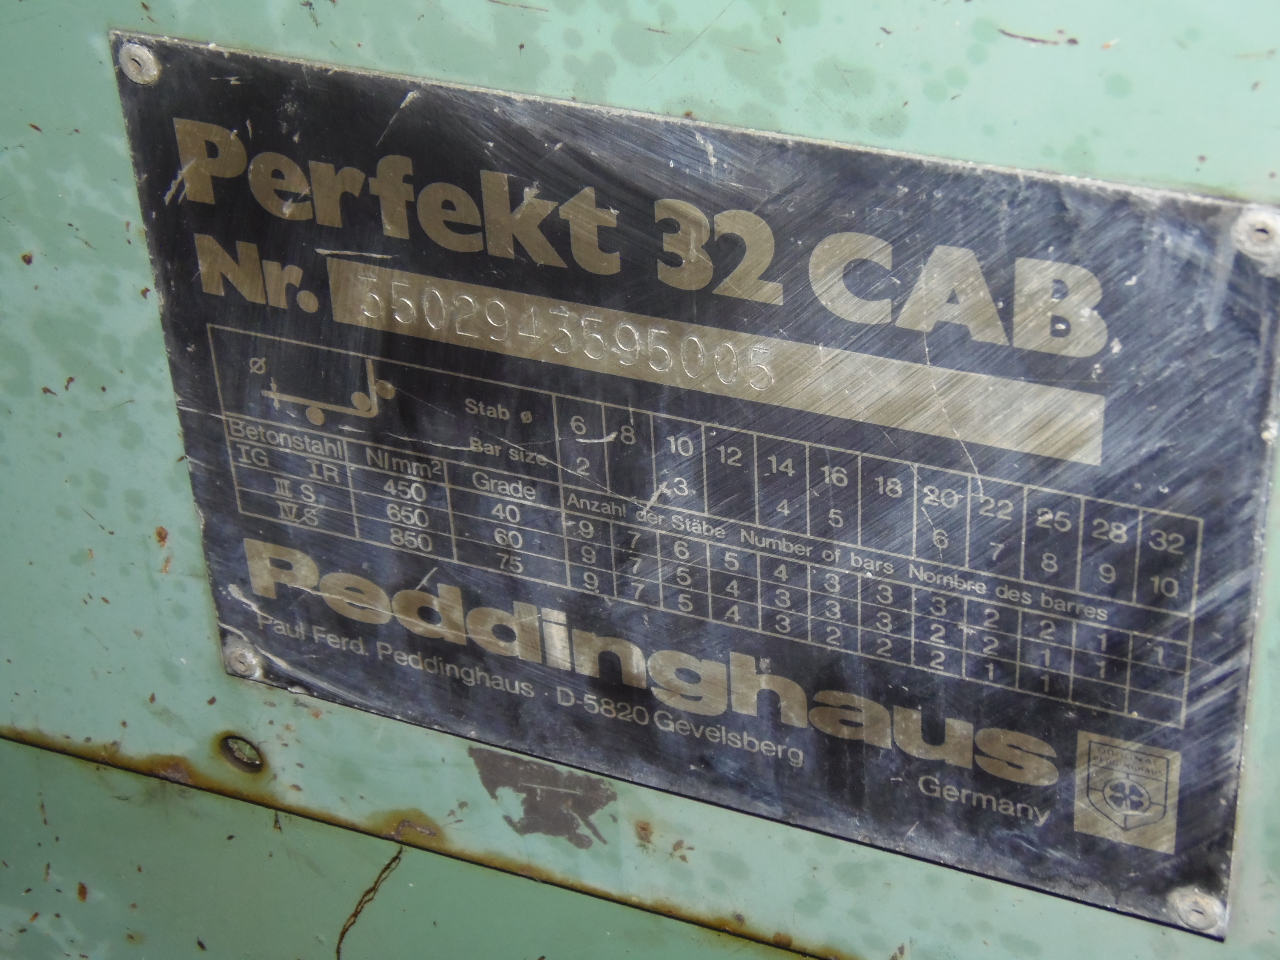 Perfekt 32 CAB
Nr. 3502943595005
ø Stab ø 6 8 10 12 14 16 18 20 22 25 28 32
Bar size 2 3 4 5 6 7 8 9 10
Betonstahl N/mm² Grade Anzahl der Stäbe Number of bars Nombre des barres
IG IR 450 40 9 7 6 5 4 3 3 3 2 2 1 1
III S 650 60 9 7 5 4 3 3 3 2 2 1 1
IV S 850 75 9 7 5 4 3 2 2 2 1 1
Peddinghaus
Paul Ferd. Peddinghaus · D-5820 Gevelsberg
Germany
ORIGINAL
PEDDINGHAUS